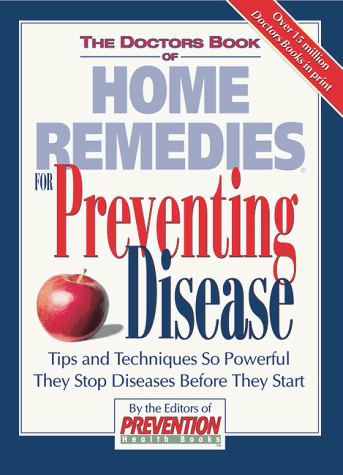 Over 15 million
Doctors Books in print
THE DOCTORS BOOK
OF
HOME
REMEDIES®
FOR
Preventing
Disease
Tips and Techniques So Powerful
They Stop Diseases Before They Start
By the Editors of
PREVENTION
Health Books™